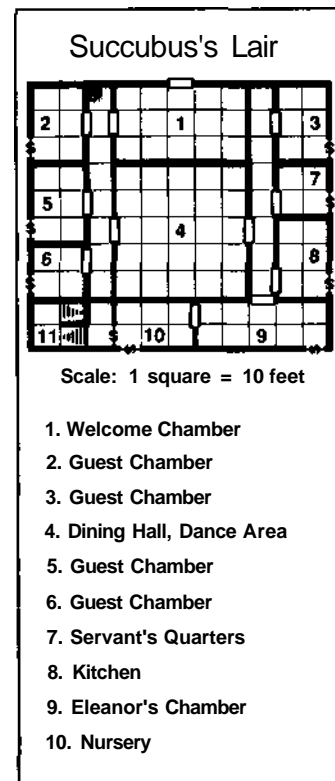 Succubus's Lair
2 1 3
7
5
4
6 8
11 S 10 9
Scale: 1 square = 10 feet
1. Welcome Chamber
2. Guest Chamber
3. Guest Chamber
4. Dining Hall, Dance Area
5. Guest Chamber
6. Guest Chamber
7. Servant's Quarters
8. Kitchen
9. Eleanor's Chamber
10. Nursery